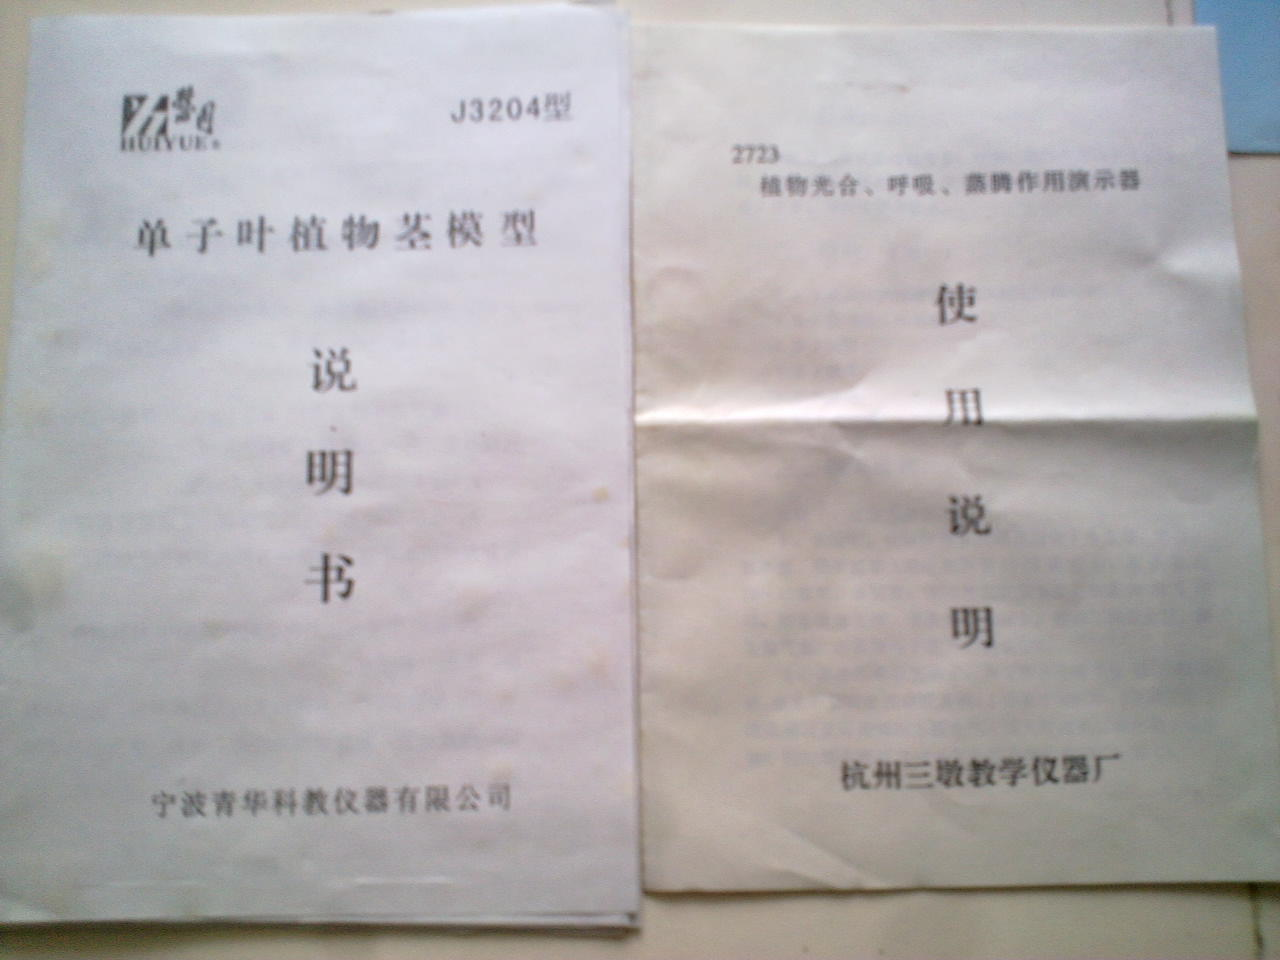 HUIYUE®
J3204型
单子叶植物茎模型
说
明
书
宁波青华科教仪器有限公司
2723
植物光合、呼吸、蒸腾作用演示器
使
用
说
明
杭州三墩教学仪器厂